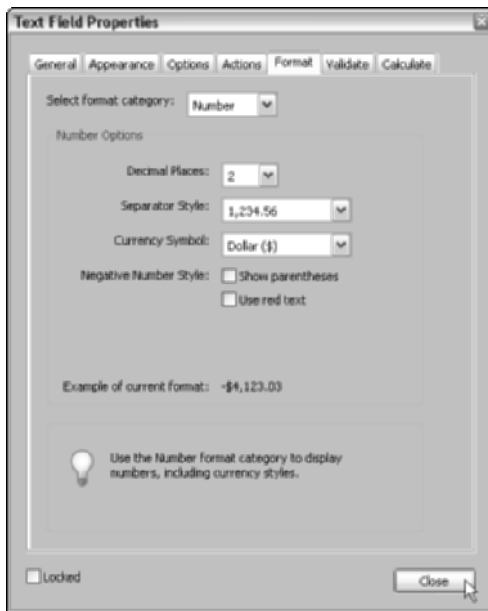 Text Field Properties
General Appearance Options Actions Format Validate Calculate
Select format category: Number
Number Options
Decimal Places: 2
Separator Style: 1,234.56
Currency Symbol: Dollar ($)
Negative Number Style: Show parentheses
Use red text
Example of current format: -$4,123.03
Use the Number format category to display
numbers, including currency styles.
Locked
Close